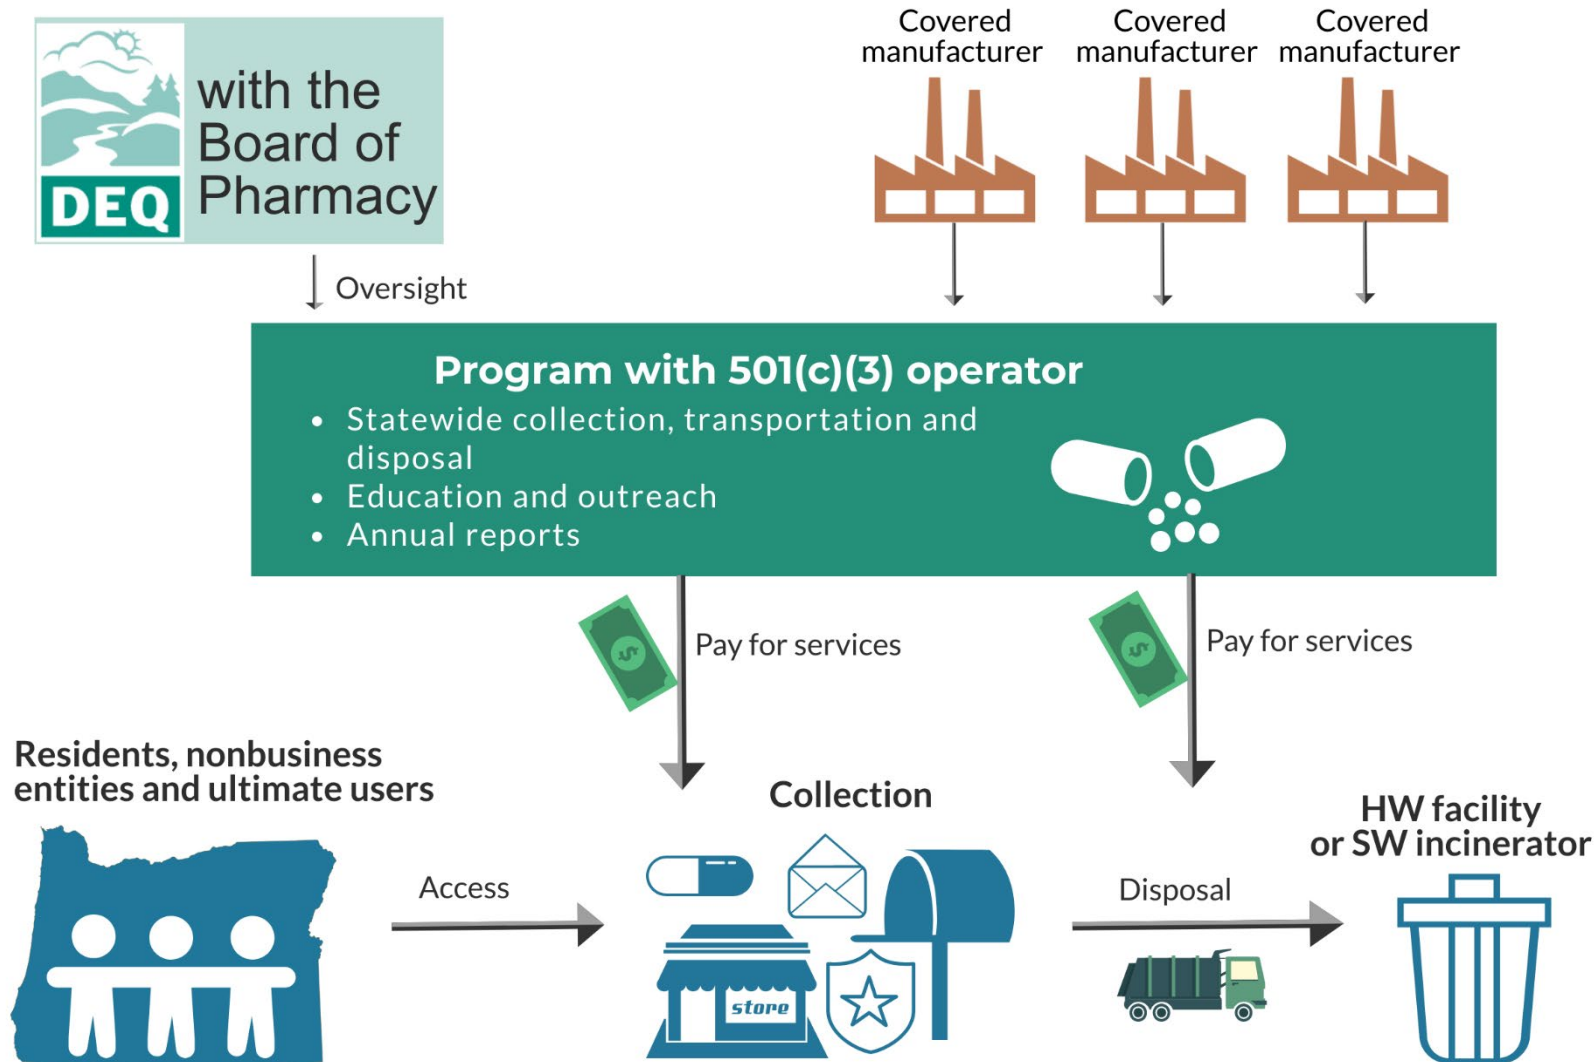 DEQ
with the
Board of
Pharmacy
Covered
manufacturer
Covered
manufacturer
Covered
manufacturer
Oversight
Program with 501(c)(3) operator
• Statewide collection, transportation and
disposal
• Education and outreach
• Annual reports
$
Pay for services
$
Pay for services
Residents, nonbusiness
entities and ultimate users
Collection
HW facility
or SW incinerator
Access
Disposal
store